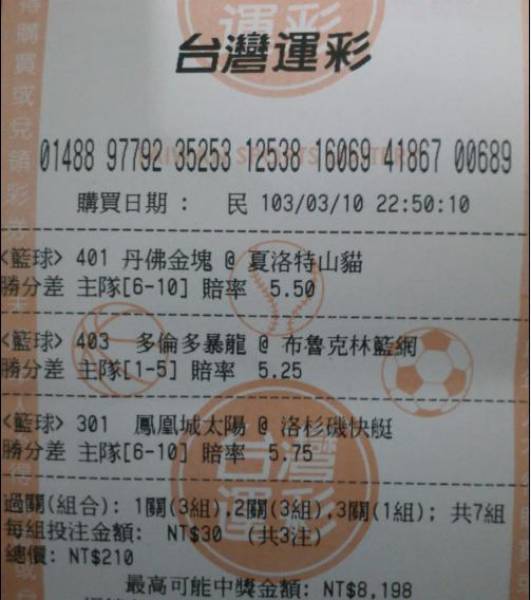 台灣運彩
01488 97792 35253 12538 16069 41867 00689
購買日期： 民 103/03/10 22:50:10
<籃球> 401 丹佛金塊 @ 夏洛特山貓
勝分差 主隊[6-10] 賠率 5.50
<籃球> 403 多倫多暴龍 @ 布魯克林籃網
勝分差 主隊[1-5] 賠率 5.25
<籃球> 301 鳳凰城太陽 @ 洛杉磯快艇
勝分差 主隊[6-10] 賠率 5.75
台灣運彩
過關(組合): 1關(3組),2關(3組),3關(1組); 共7組
每組投注金額: NT$30 (共3注)
總價: NT$210
最高可能中獎金額: NT$8,198